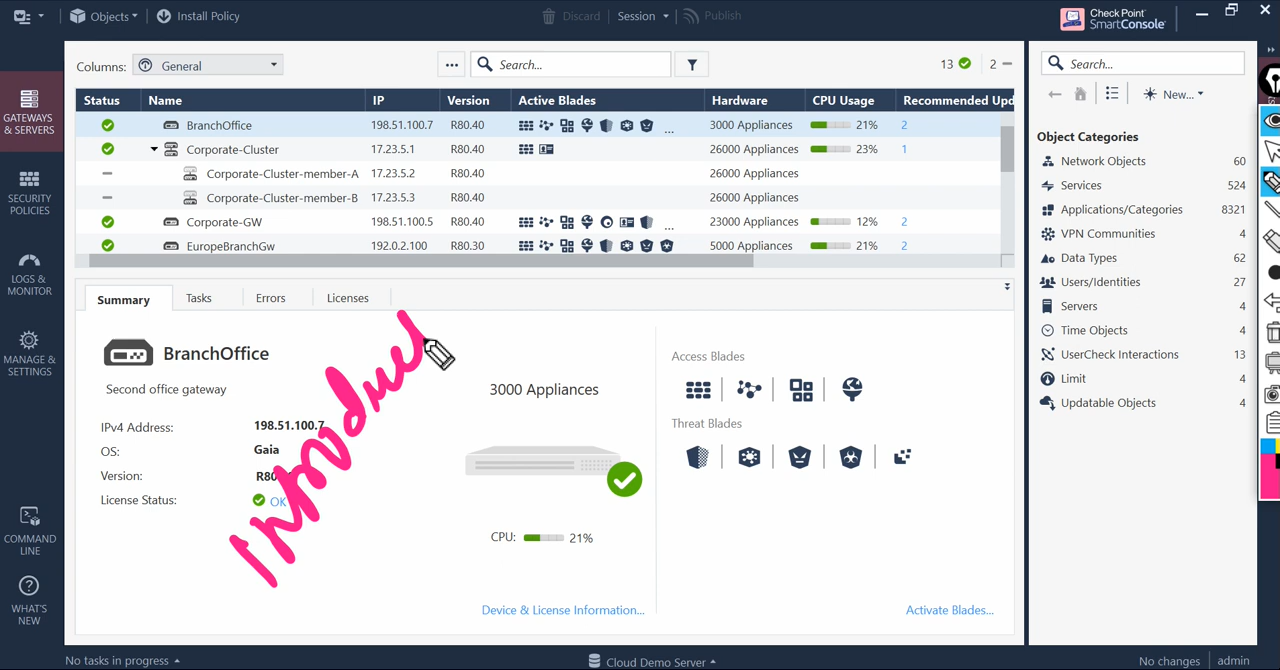 Objects
Install Policy
Discard
Session
Publish
Check Point
SmartConsole
GATEWAYS
& SERVERS
SECURITY
POLICIES
LOGS &
MONITOR
MANAGE &
SETTINGS
COMMAND
LINE
WHAT'S
NEW
Columns: General
... Search...
13 2
Status Name IP Version Active Blades Hardware CPU Usage Recommended Upd
BranchOffice 198.51.100.7 R80.40 ... 3000 Appliances 21% 2
Corporate-Cluster 17.23.5.1 R80.40 26000 Appliances 23% 1
Corporate-Cluster-member-A 17.23.5.2 R80.40 26000 Appliances
Corporate-Cluster-member-B 17.23.5.3 R80.40 26000 Appliances
Corporate-GW 198.51.100.5 R80.40 ... 23000 Appliances 12% 2
EuropeBranchGw 192.0.2.100 R80.30 5000 Appliances 21% 2
Summary Tasks Errors Licenses
BranchOffice
Second office gateway
IPv4 Address: 198.51.100.7
OS: Gaia
Version: R80
License Status: OK
3000 Appliances
CPU: 21%
Device & License Information...
Access Blades
Threat Blades
Activate Blades...
Search...
New...
Object Categories
Network Objects 60
Services 524
Applications/Categories 8321
VPN Communities 4
Data Types 62
Users/Identities 27
Servers 4
Time Objects 4
UserCheck Interactions 13
Limit 4
Updatable Objects 4
No tasks in progress
Cloud Demo Server
No changes
admin